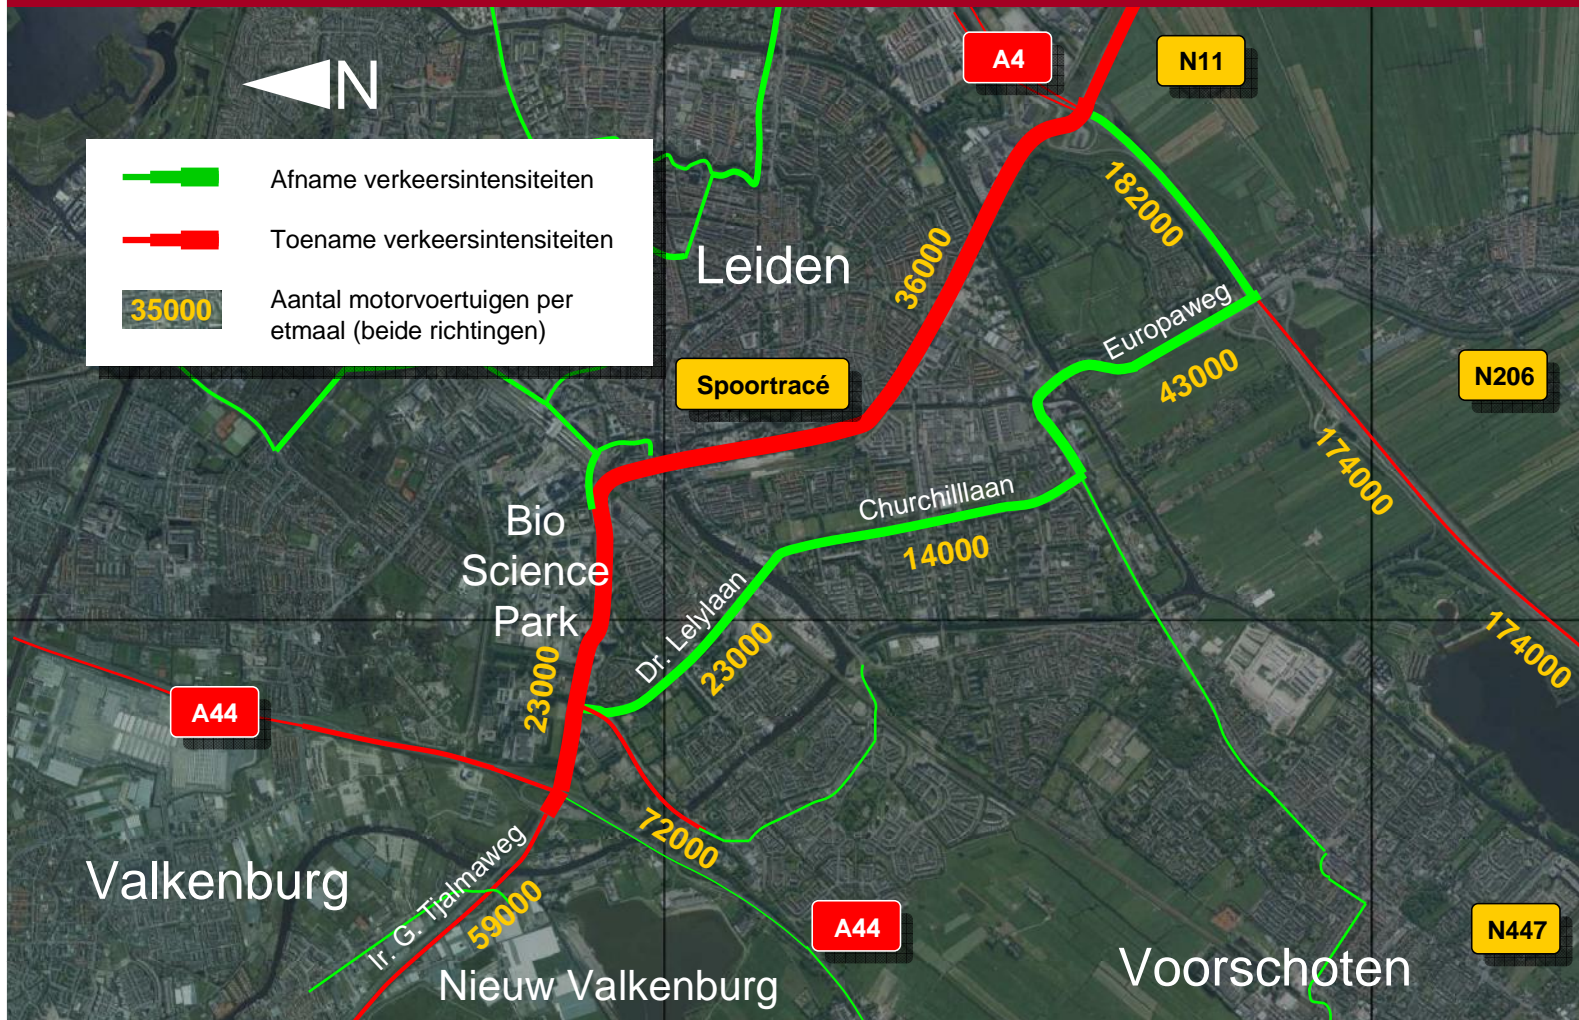 A4
N11
N
Afname verkeersintensiteiten
Toename verkeersintensiteiten
35000
Aantal motorvoertuigen per
etmaal (beide richtingen)
182000
Leiden
36000
Europaweg
43000
Spoortracé
N206
174000
Churchilllaan
14000
Bio
Science
Park
Dr. Lelylaan
23000
23000
174000
A44
72000
Ir. G. Tjalmaweg
59000
Valkenburg
A44
N447
Voorschoten
Nieuw Valkenburg